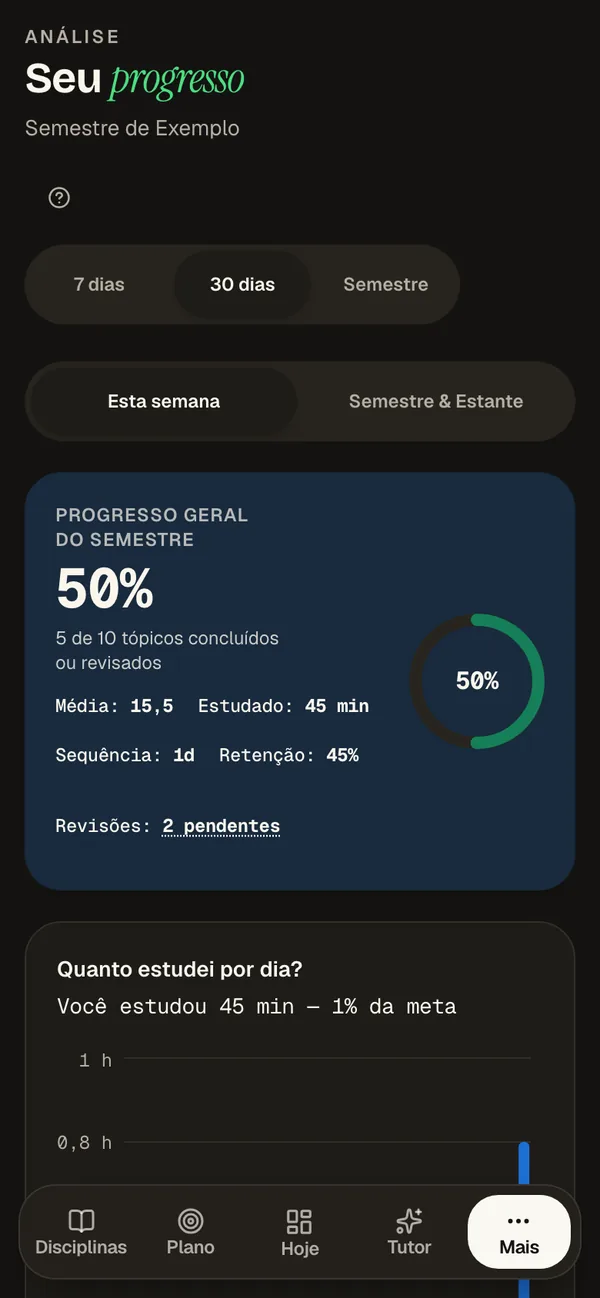 ANÁLISE
Seu progresso
Semestre de Exemplo
7 dias 30 dias Semestre
Esta semana Semestre & Estante
PROGRESSO GERAL
DO SEMESTRE
50%
5 de 10 tópicos concluídos
ou revisados
50%
Média: 15,5 Estudado: 45 min
Sequência: 1d Retenção: 45%
Revisões: 2 pendentes
Quanto estudei por dia?
Você estudou 45 min — 1% da meta
1 h
0,8 h
Disciplinas Plano Hoje Tutor Mais